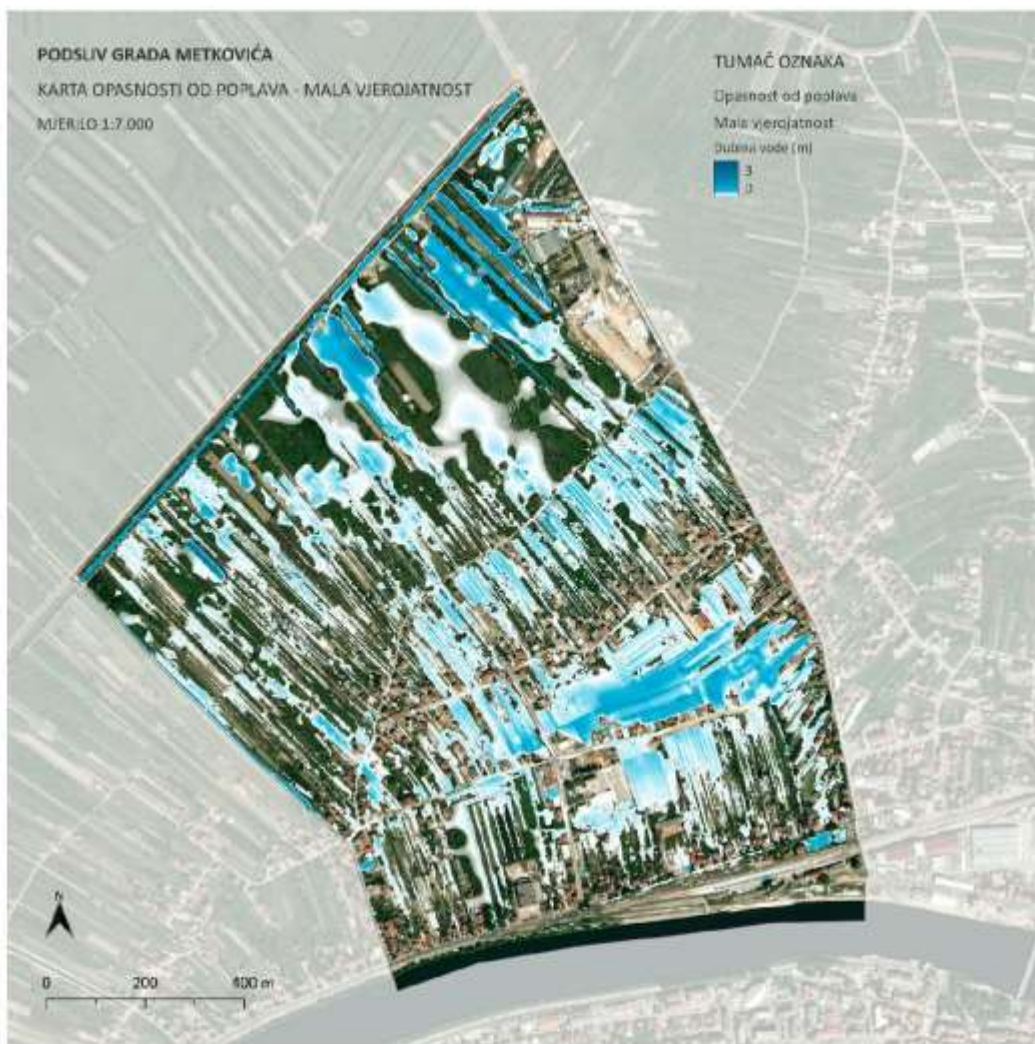 PODSLIV GRADA METKOVIĆA
KARTA OPASNOSTI OD POPLAVA - MALA VJEROJATNOST
MJERILO 1:7.000
TUMAČ OZNAKA
Opasnost od poplava
Mala vjerojatnost
Dubina vode (m)
3
0
N
0 200 400 m